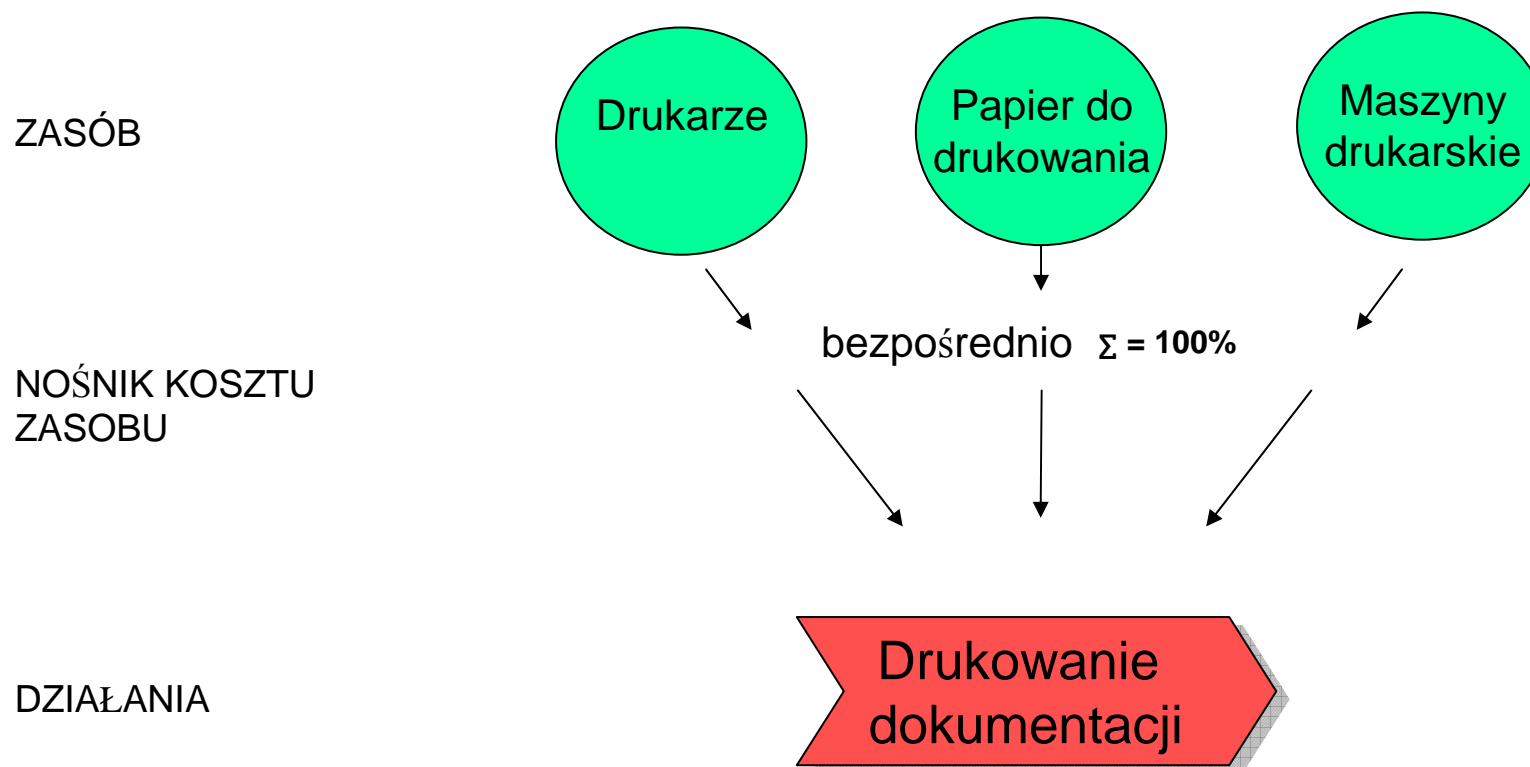 ZASÓB
Drukarze
Papier do
drukowania
Maszyny
drukarskie
NOŚNIK KOSZTU
ZASOBU
bezpośrednio Σ = 100%
DZIAŁANIA
Drukowanie
dokumentacji